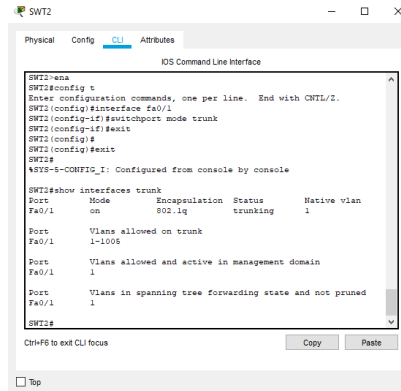 SWT2
Physical Config CLI Attributes
IOS Command Line Interface
SWT2>ena
SWT2#config t
Enter configuration commands, one per line. End with CNTL/Z.
SWT2(config)#interface fa0/1
SWT2(config-if)#switchport mode trunk
SWT2(config-if)#exit
SWT2(config)#
SWT2(config)#exit
SWT2#
%SYS-5-CONFIG_I: Configured from console by console
SWT2#show interfaces trunk
Port Mode Encapsulation Status Native vlan
Fa0/1 on 802.1q trunking 1
Port Vlans allowed on trunk
Fa0/1 1-1005
Port Vlans allowed and active in management domain
Fa0/1 1
Port Vlans in spanning tree forwarding state and not pruned
Fa0/1 1
SWT2#
Ctrl+F6 to exit CLI focus Copy Paste
Top